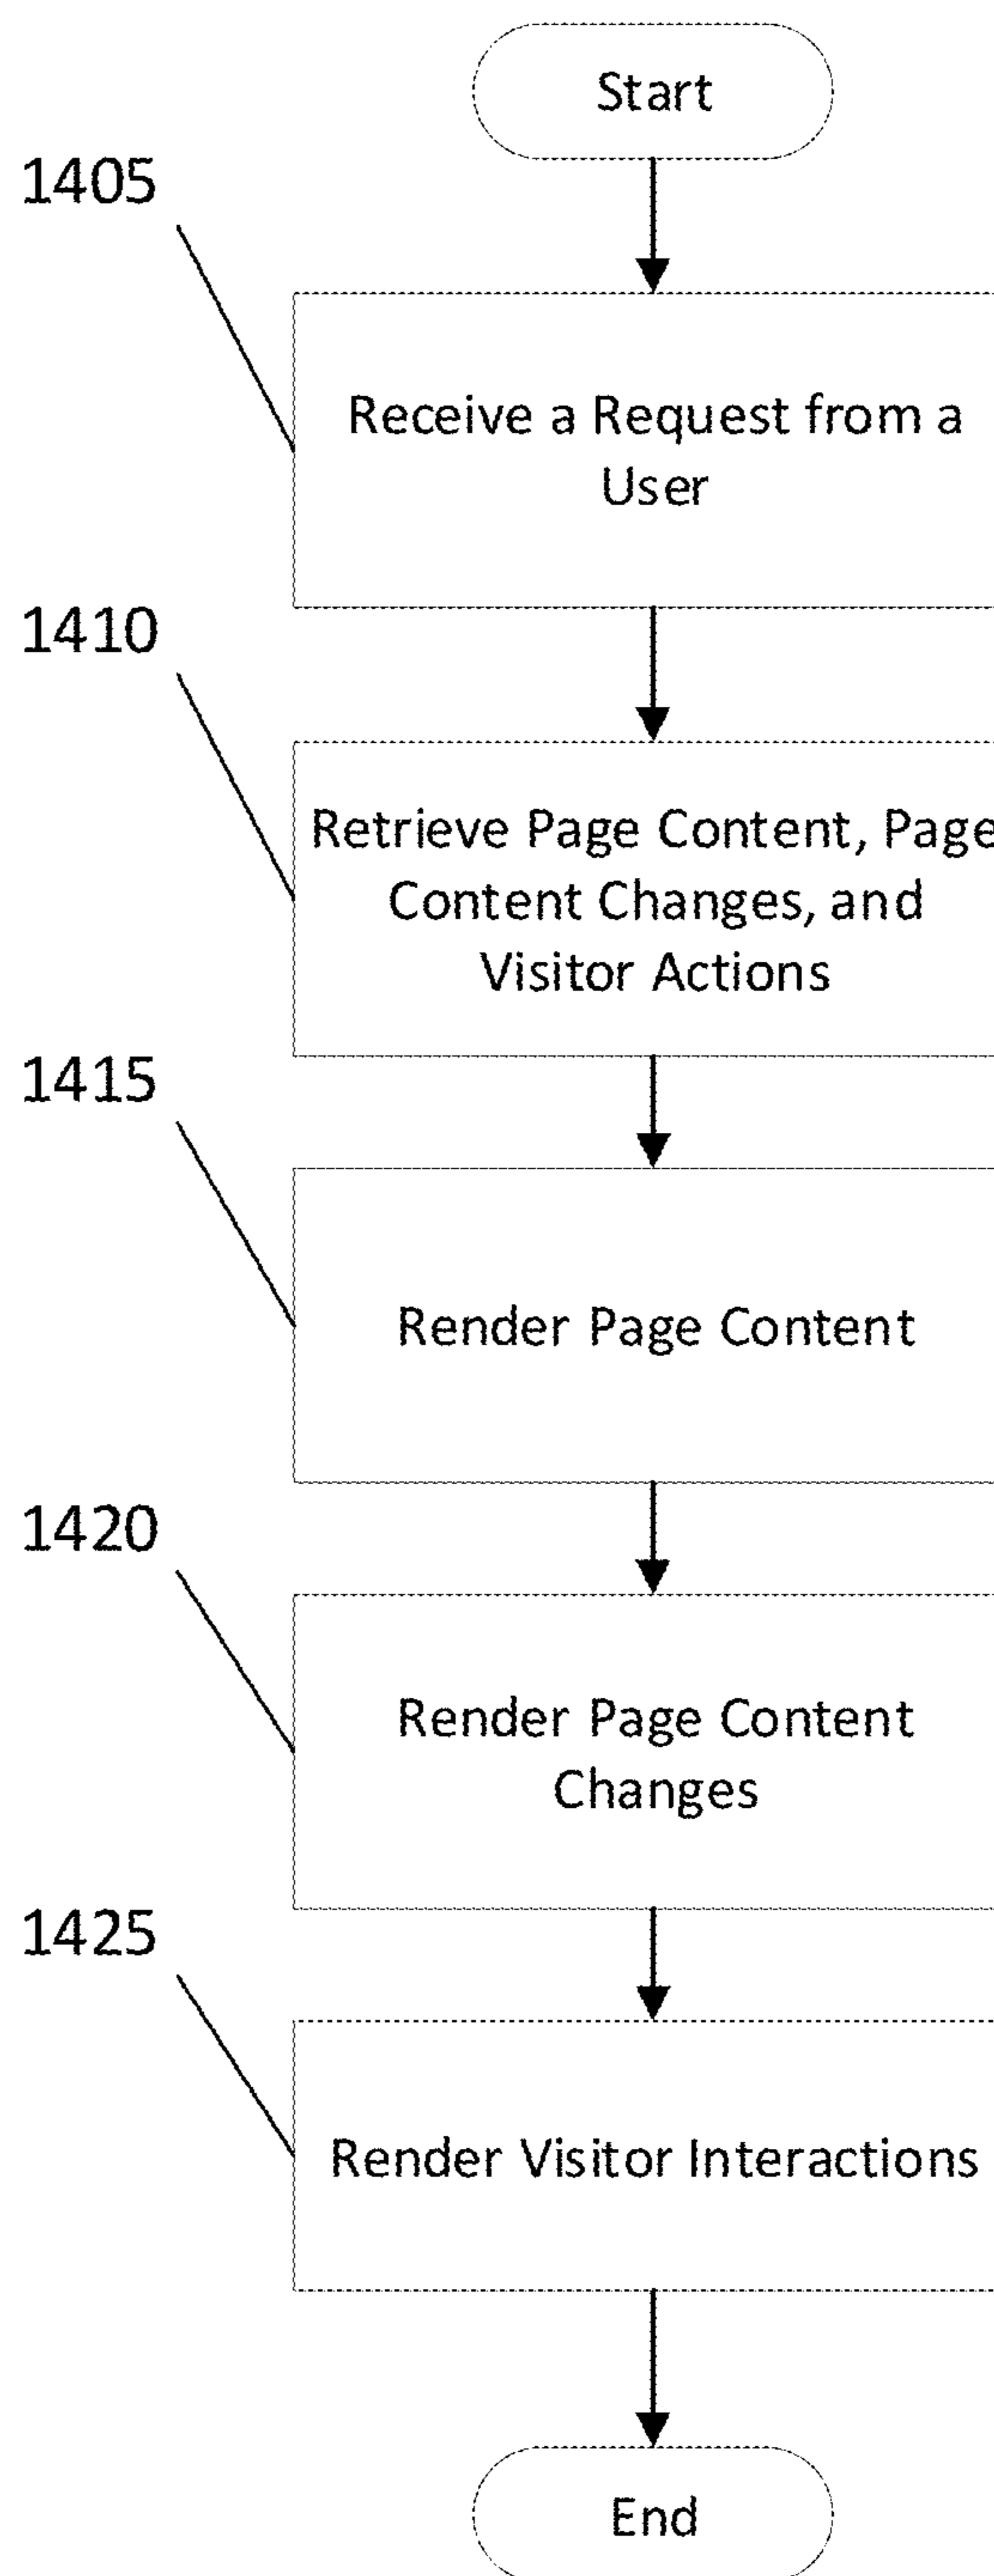 Start
1405
Receive a Request from a
User
1410
Retrieve Page Content, Page
Content Changes, and
Visitor Actions
1415
Render Page Content
1420
Render Page Content
Changes
1425
Render Visitor Interactions
End